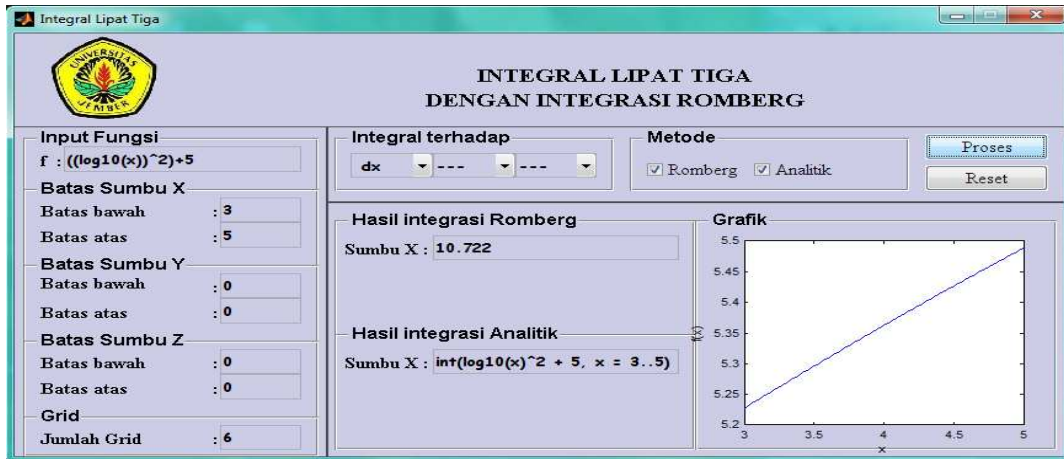 Integral Lipat Tiga
UNIVERSITAS
JEMBER
INTEGRAL LIPAT TIGA
DENGAN INTEGRASI ROMBERG
Input Fungsi
f : ((log10(x))^2)+5
Batas Sumbu X
Batas bawah : 3
Batas atas : 5
Batas Sumbu Y
Batas bawah : 0
Batas atas : 0
Batas Sumbu Z
Batas bawah : 0
Batas atas : 0
Grid
Jumlah Grid : 6
Integral terhadap
dx --- ---
Metode
Romberg Analitik
Proses
Reset
Hasil integrasi Romberg
Sumbu X : 10.722
Hasil integrasi Analitik
Sumbu X : int(log10(x)^2 + 5, x = 3..5)
Grafik
5.5
5.45
5.4
5.35
5.3
5.25
5.2
f(x)
3 3.5 4 4.5 5
x